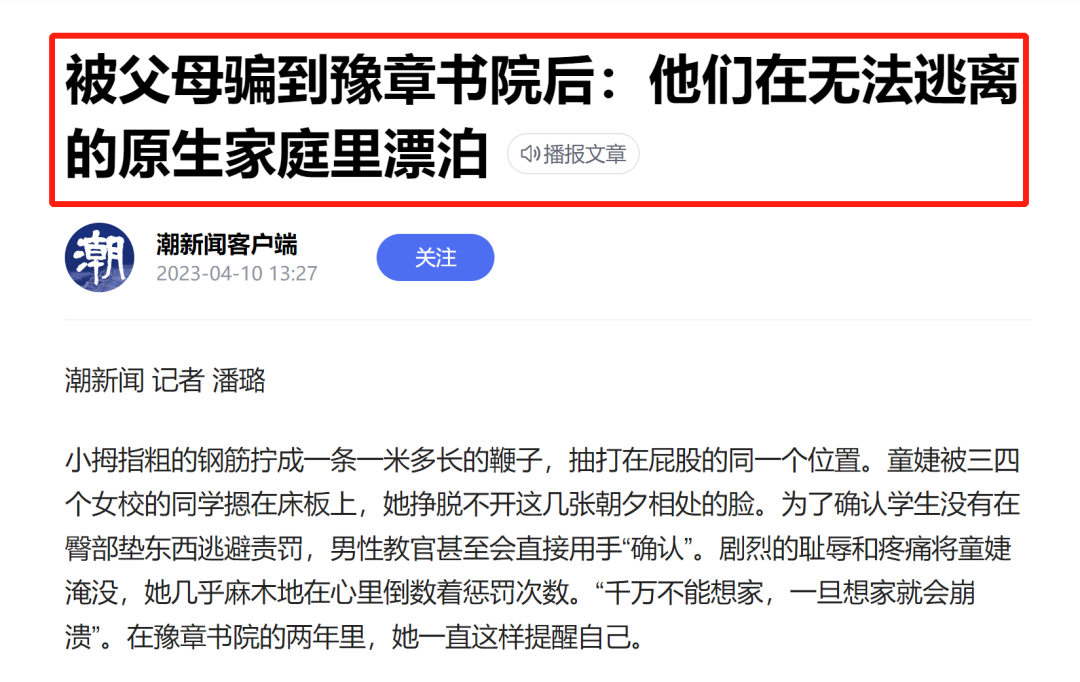 被父母骗到豫章书院后：他们在无法逃离
的原生家庭里漂泊 播报文章
潮
潮新闻客户端
关注
2023-04-10 13:27
潮新闻 记者 潘璐
小拇指粗的钢筋拧成一条一米多长的鞭子，抽打在屁股的同一个位置。童婕被三四
个女校的同学摁在床板上，她挣脱不开这几张朝夕相处的脸。为了确认学生没有在
臀部垫东西逃避责罚，男性教官甚至会直接用手“确认”。剧烈的耻辱和疼痛将童婕
淹没，她几乎麻木地在心里倒数着惩罚次数。“千万不能想家，一旦想家就会崩
溃”。在豫章书院的两年里，她一直这样提醒自己。